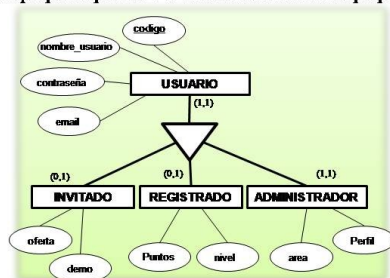 codigo
nombre_usuario
contraseña
USUARIO
email
(1,1)
(0,1)
(0,1)
(1,1)
INVITADO
REGISTRADO
ADMINISTRADOR
oferta
demo
Puntos
nivel
area
Perfil